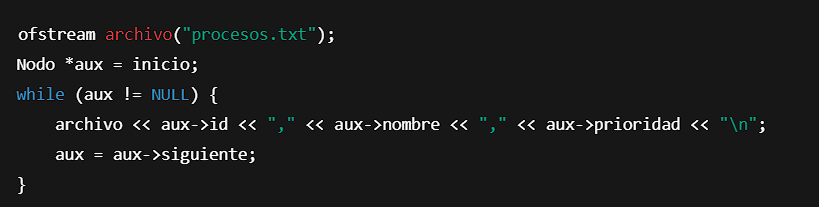 ofstream archivo("procesos.txt");
Nodo *aux = inicio;
while (aux != NULL) {
    archivo << aux->id << "," << aux->nombre << "," << aux->prioridad << "\n";
    aux = aux->siguiente;
}